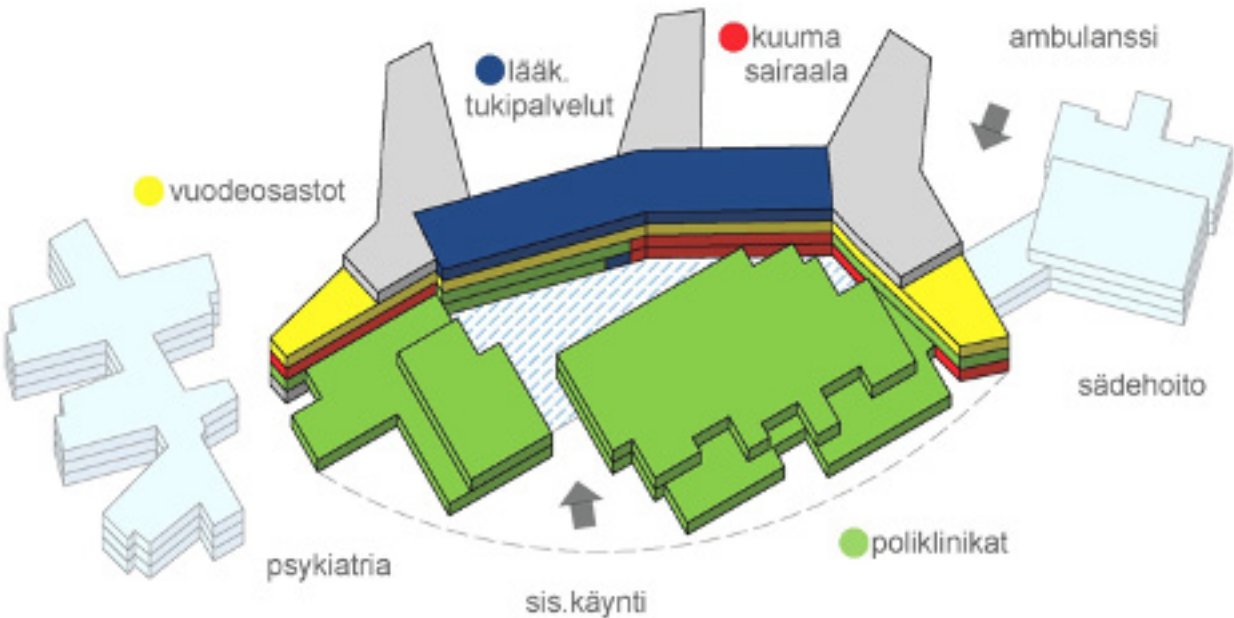 kuuma
sairaala
ambulanssi
lääk.
tukipalvelut
vuodeosastot
sädehoito
poliklinikat
psykiatria
sis.käynti